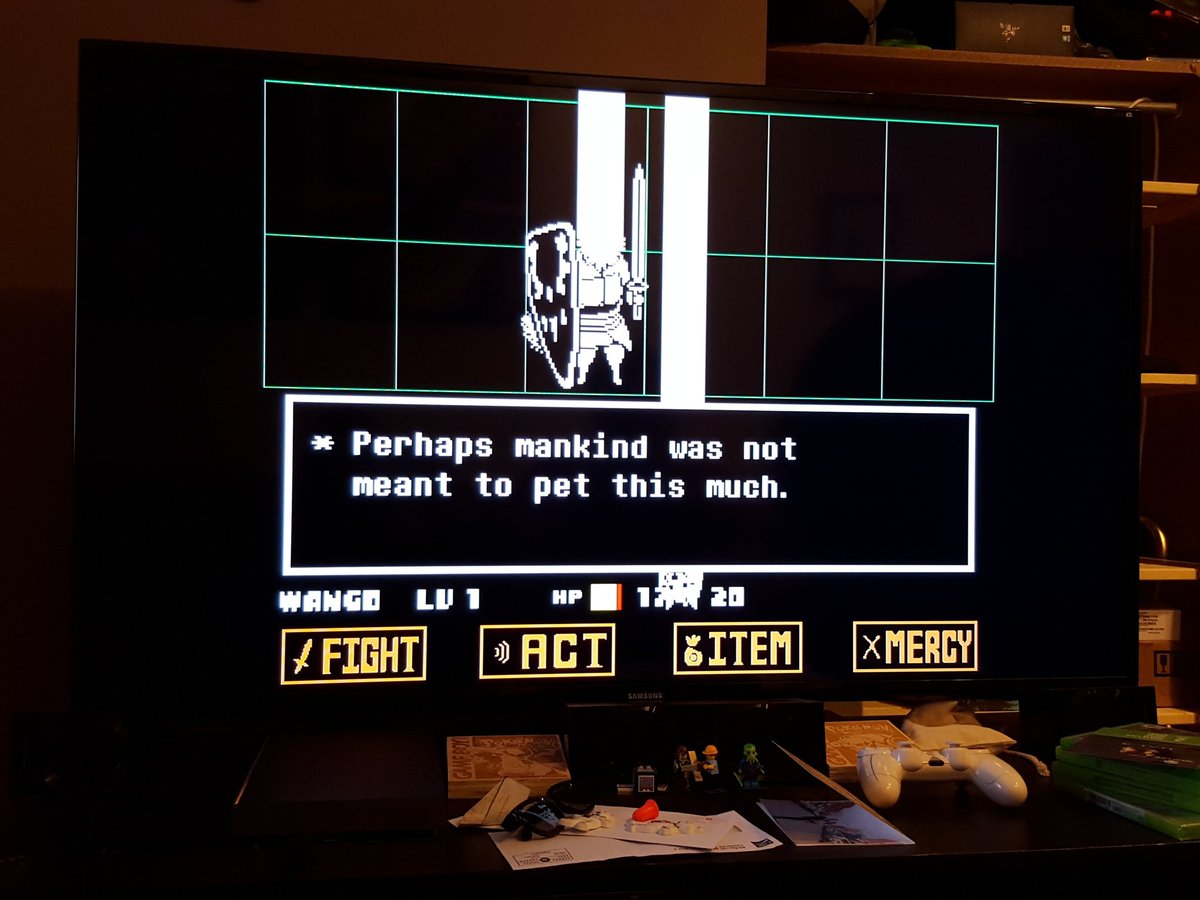 * Perhaps mankind was not
meant to pet this much.
WANGO LV 1 HP 20
FIGHT ACT ITEM MERCY
SAMSUNG
GAMEBOY